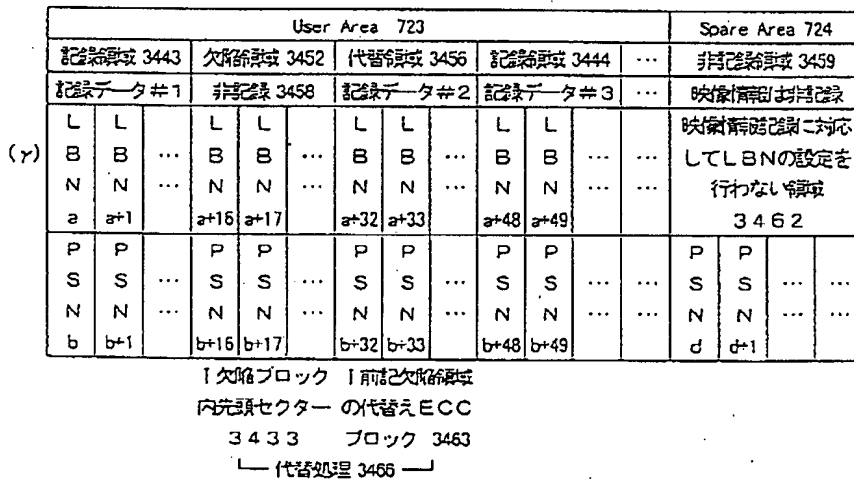 User Area 723 Spare Area 724
記録領域 3443 欠陥領域 3452 代替領域 3456 記録領域 3444 … 非記録領域 3459
記録データ#1 非記録 3458 記録データ#2 記録データ#3 … 映像情報は非記録
(γ)
L L L L L L L L 映像情報記録に対応
B B … B B … B B … B B … … してLBNの設定を
N N N N N N N N 行わない領域
a a+1 a+16 a+17 a+32 a+33 a+48 a+49 3462
P P P P P P P P P P
S S … S S … S S … S S … … S S … …
N N … N N … N N … N N … … N N … …
b b+1 b+16 b+17 b+32 b+33 b+48 b+49 d d+1
↑欠陥ブロック ↑前記欠陥領域
内先頭セクター の代替えECC
3433 ブロック 3463
代替処理 3466